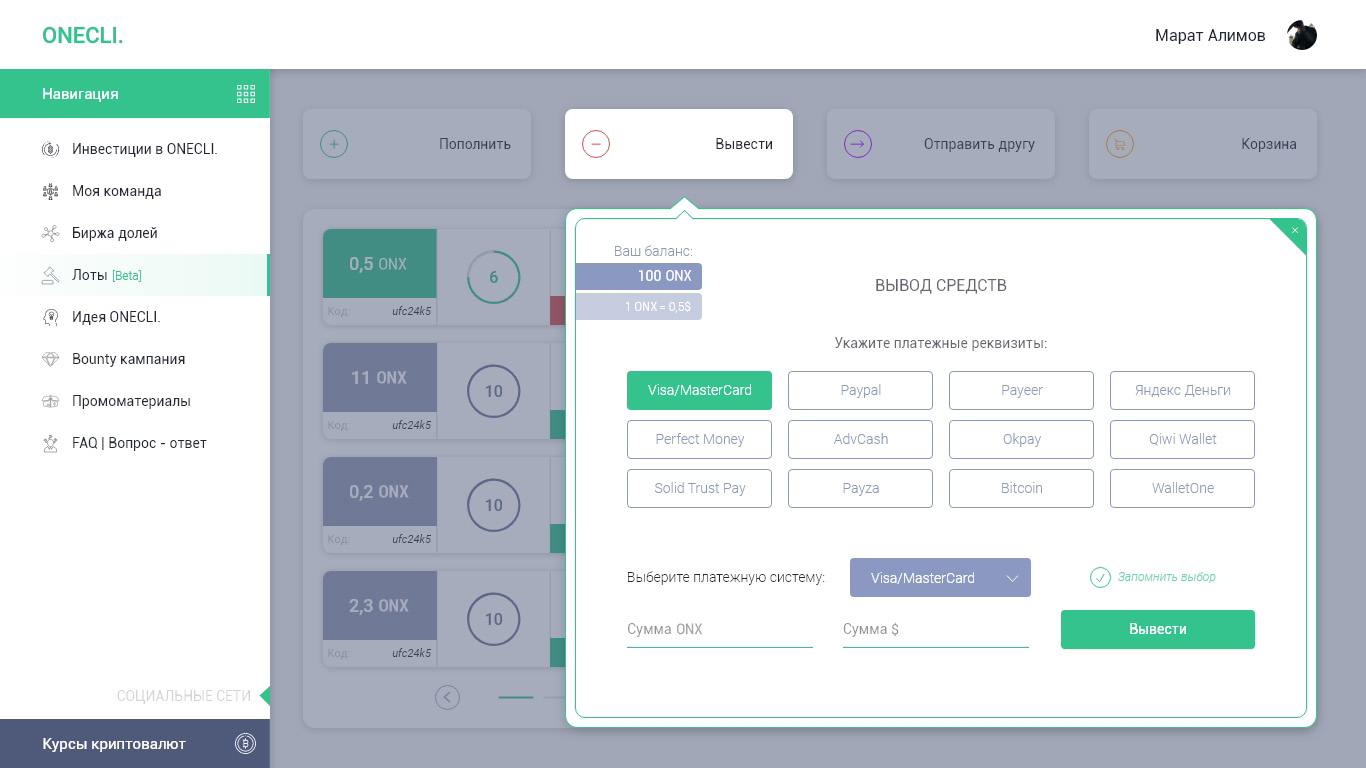 ONECLI.
Марат Алимов
Навигация
Инвестиции в ONECLI.
Моя команда
Биржа долей
Лоты [Beta]
Идея ONECLI.
Bounty кампания
Промоматериалы
FAQ | Вопрос - ответ
СОЦИАЛЬНЫЕ СЕТИ
Курсы криптовалют
Пополнить
Вывести
Отправить другу
Корзина
0,5 ONX
6
Код:
ufc24k5
11 ONX
10
Код:
ufc24k5
0,2 ONX
10
Код:
ufc24k5
2,3 ONX
10
Код:
ufc24k5
Ваш баланс:
100 ONX
1 ONX = 0,5$
ВЫВОД СРЕДСТВ
Укажите платежные реквизиты:
Visa/MasterCard
Paypal
Payeer
Яндекс Деньги
Perfect Money
AdvCash
Okpay
Qiwi Wallet
Solid Trust Pay
Payza
Bitcoin
WalletOne
Выберите платежную систему:
Visa/MasterCard
Запомнить выбор
Сумма ONX
Сумма $
Вывести